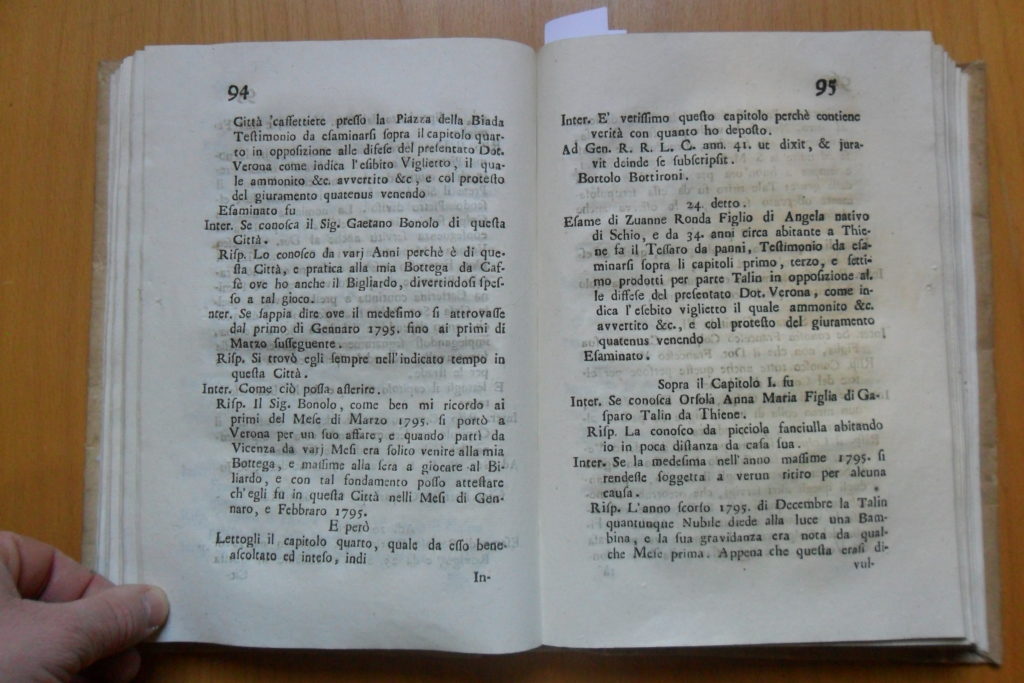 94
Città caffettiere preſſo la Piazza della Biada
Teſtimonio da eſaminarſi ſopra il capitolo quar-
to in oppoſizione alle difeſe del preſentato Dot.
Verona come indica l'eſibito Viglietto, il qua-
le ammonito &c. avvertito &c, e col proteſto
del giuramento quatenus venendo
Eſaminato fu
Inter. Se conoſca il Sig. Gaetano Bonolo di queſta
Città.
Riſp. Lo conoſco da varj Anni perchè è di que-
ſta Città, e pratica alla mia Bottega da Caf-
fè ove ho anche il Bigliardo, divertindoſi ſpeſ-
ſo a tal gioco.
nter. Se ſappia dire ove il medeſimo ſi attrovaſſe
dal primo di Gennaro 1795. fino ai primi di
Marzo ſuſſeguente.
Riſp. Si trovò egli ſempre nell'indicato tempo in
queſta Città.
Inter. Come ciò poſſa aſſerire.
Riſp. Il Sig. Bonolo, come ben mi ricordo ai
primi del Meſe di Marzo 1795. ſi portò a
Verona per un ſuo affare, e quando partì da
Vicenza da varj Meſi era ſolito venire alla mia
Bottega, e maſſime alla ſera a giocare al Bi-
liardo, e con tal fondamento poſſo atteſtare
ch'egli fu in queſta Città nelli Meſi di Gen-
naro, e Febbraro 1795.
E però
Lettogli il capitolo quarto, quale da eſſo bene
aſcoltato ed inteſo, indi
In-
95
Inter. E' veriſſimo queſto capitolo perchè contiene
verità con quanto ho depoſto.
Ad Gen. R. R. L. C. ann. 41. ut dixit, & jura-
vit deinde ſe ſubſcripſit.
Bortolo Bottironi.
24. detto.
Eſame di Zuanne Ronda Figlio di Angela nativo
di Schio, e da 34. anni circa abitante a Thie-
ne fa il Teſſaro da panni, Teſtimonio da eſa-
minarſi ſopra li capitoli primo, terzo, e ſetti-
mo prodotti per parte Talin in oppoſizione al-
le diffeſe del preſentato Dot. Verona, come in-
dica l'eſebito viglietto il quale ammonito &c.
avvertito &c., e col proteſto del giuramento
quatenus venendo
Eſaminato.
Sopra il Capitolo I. fu
Inter. Se conoſca Orſola Anna Maria Figlia di Ga-
ſparo Talin da Thiene.
Riſp. La conoſco da picciola fanciulla abitando
io in poca diſtanza da caſa ſua.
Inter. Se la medeſima nell'anno maſſime 1795. ſi
rendeſſe ſoggetta a verun ritiro per alcuna
cauſa.
Riſp. L'anno ſcorſo 1795. di Decembre la Talin
quantunque Nubile diede alla luce una Bam-
bina, e la ſua gravidanza era nota da qual-
che Meſe prima. Appena che queſta eraſi di-
vul-